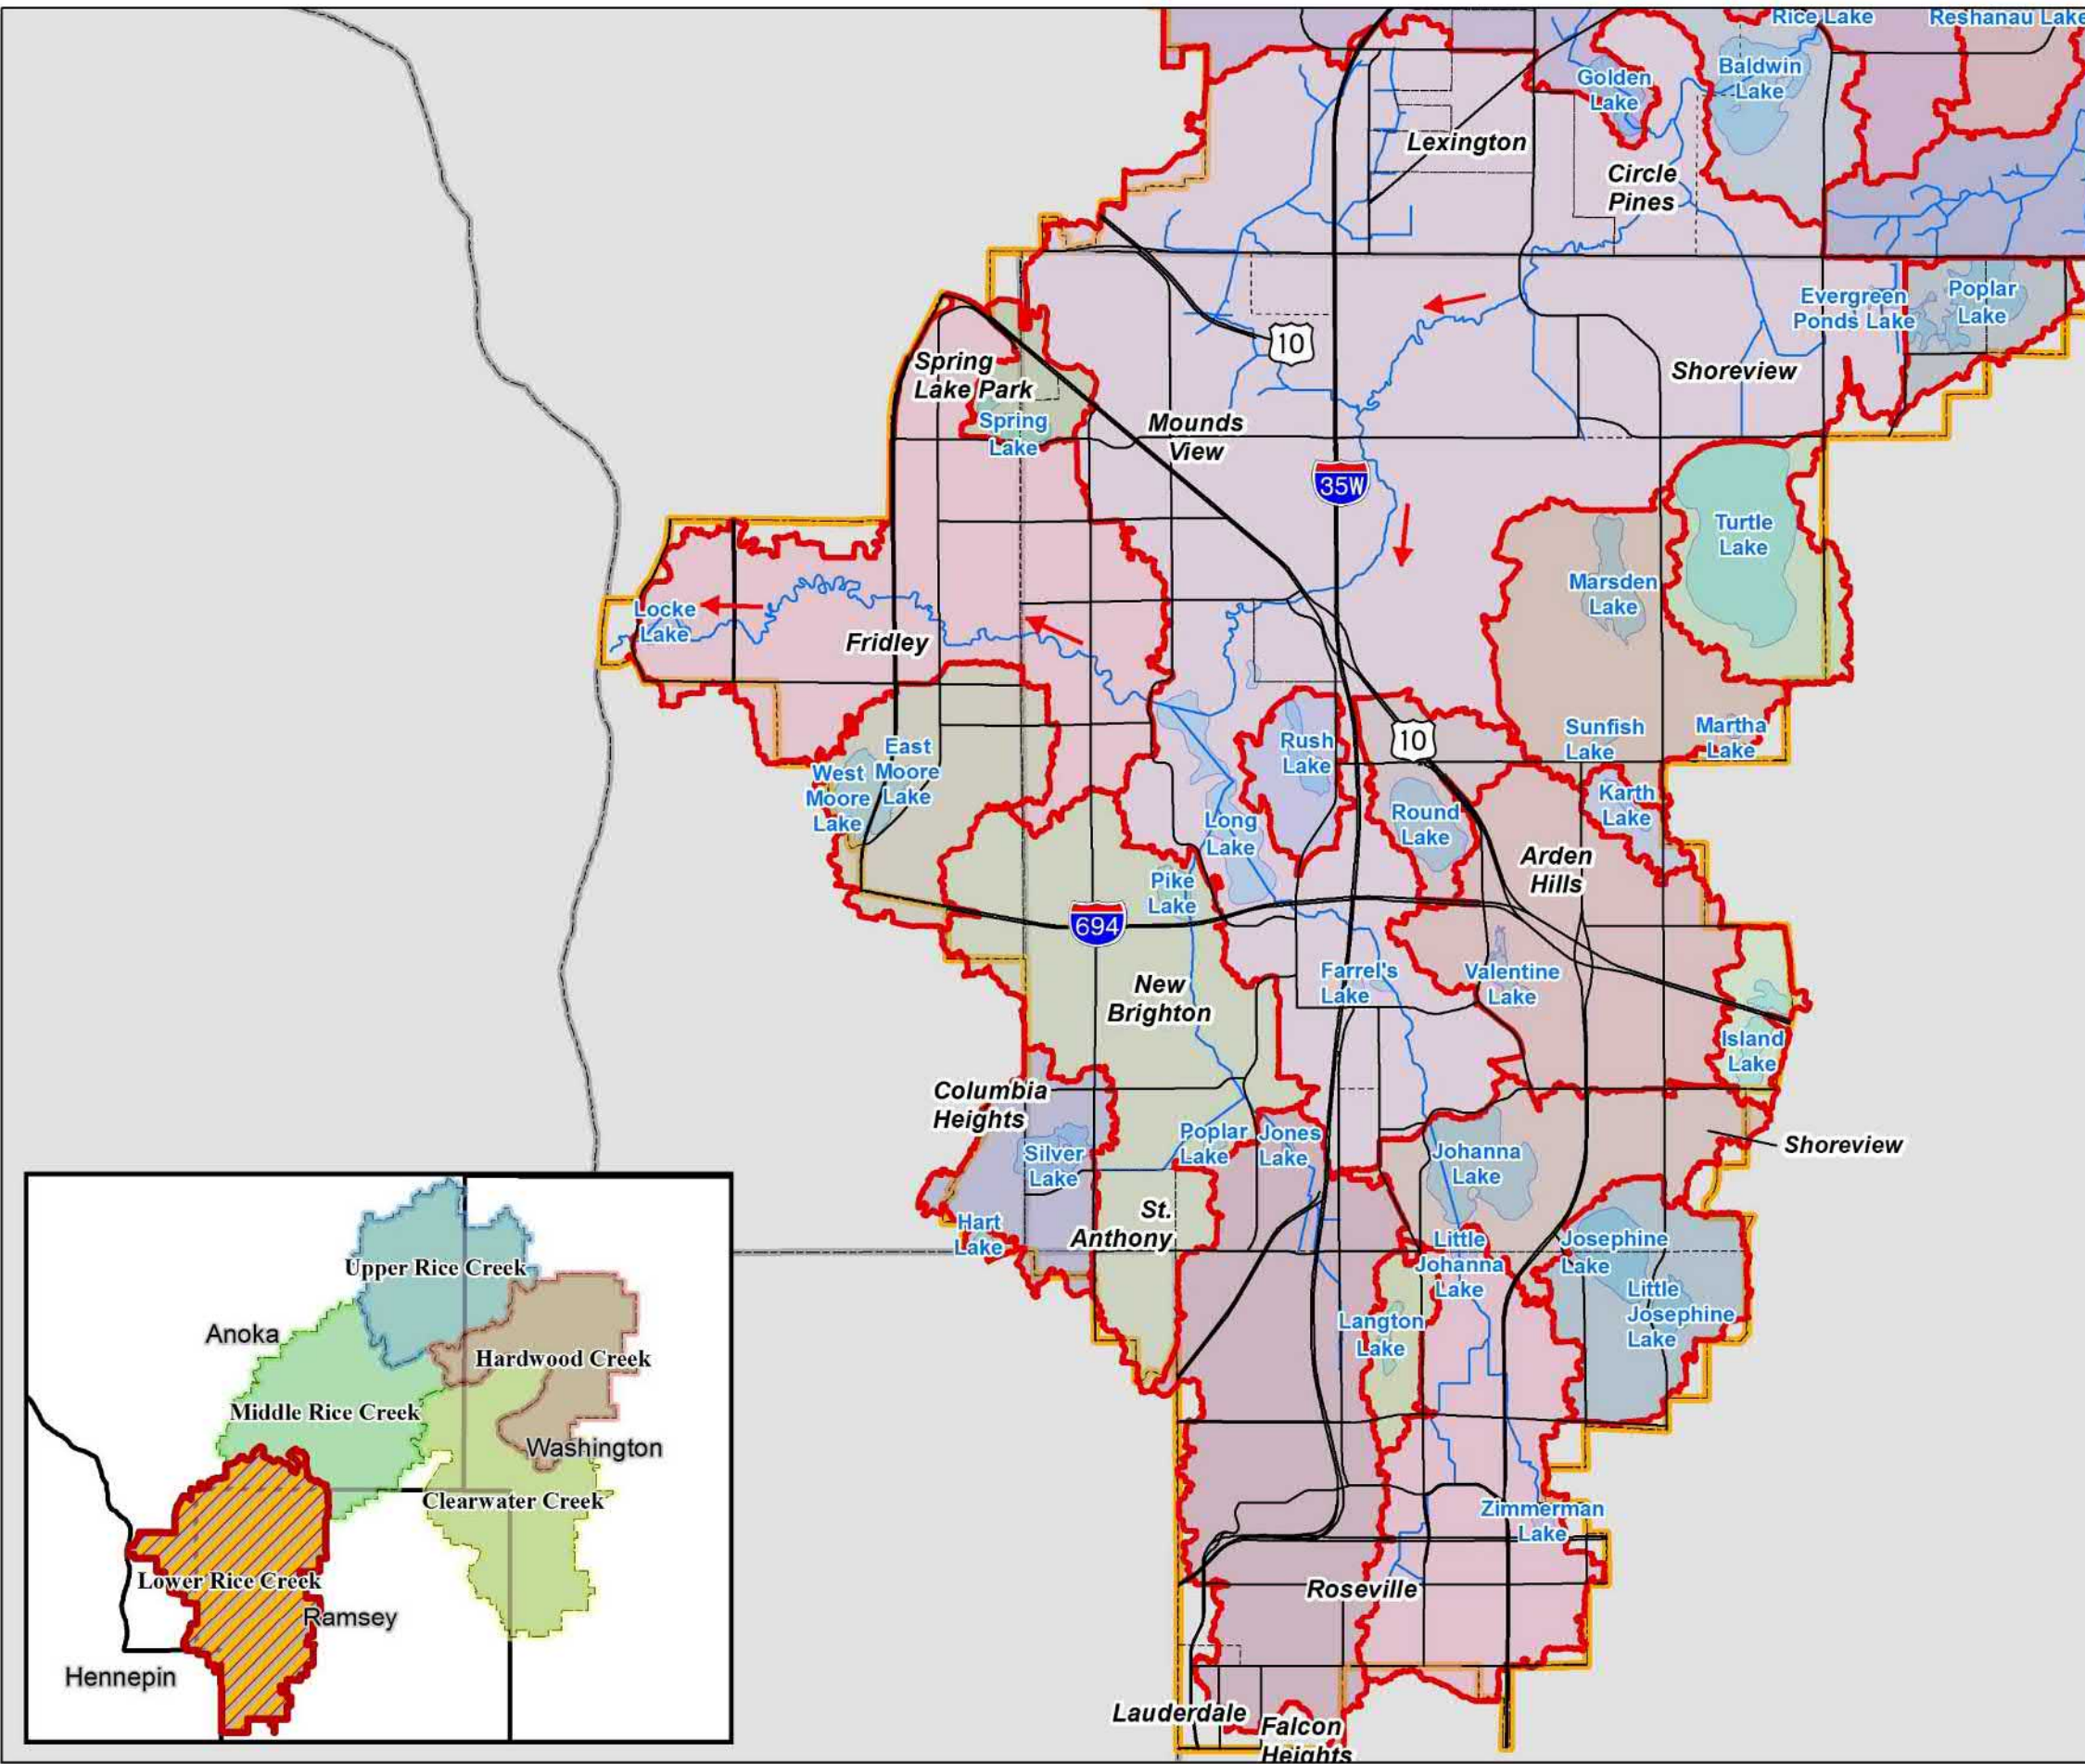 Rice Lake
Reshanau Lake
Golden
Lake
Baldwin
Lake
Lexington
Circle
Pines
Evergreen
Ponds Lake
Poplar
Lake
10
Spring
Lake Park
Shoreview
Spring
Lake
Mounds
View
35W
Turtle
Lake
Marsden
Lake
Locke
Lake
Fridley
Sunfish
Lake
Martha
Lake
10
Rush
Lake
East
Moore
Lake
West
Moore
Lake
Karth
Lake
Round
Lake
Long
Lake
Arden
Hills
Pike
Lake
694
Farrel's
Lake
Valentine
Lake
New
Brighton
Island
Lake
Columbia
Heights
Poplar
Lake
Jones
Lake
Silver
Lake
Johanna
Lake
Shoreview
St.
Anthony
Hart
Lake
Little
Johanna
Lake
Josephine
Lake
Little
Josephine
Lake
Langton
Lake
Zimmerman
Lake
Roseville
Lauderdale
Falcon
Heights
Upper Rice Creek
Anoka
Hardwood Creek
Middle Rice Creek
Washington
Clearwater Creek
Lower Rice Creek
Ramsey
Hennepin